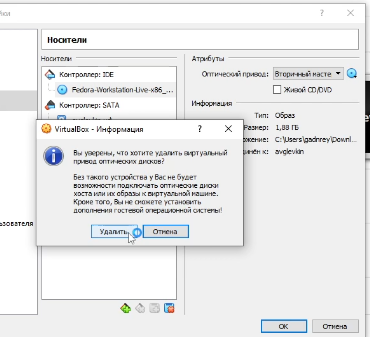 Носители
Носители
Атрибуты
Контроллер: IDE
Fedora-Workstation-Live-x86_...
Контроллер: SATA
Оптический привод: Вторичный масте
Живой CD/DVD
Информация
Тип: Образ
Размер: 1,88 ГБ
C:\Users\gadnrey\Downl...
avglevkin
VirtualBox - Информация
Вы уверены, что хотите удалить виртуальный
привод оптических дисков?
Без такого устройства у Вас не будет
возможности подключать оптические диски
хоста или их образы к виртуальной машине.
Кроме того, Вы не сможете установить
дополнения гостевой операционной системы!
Удалить
Отмена
OK
Отмена